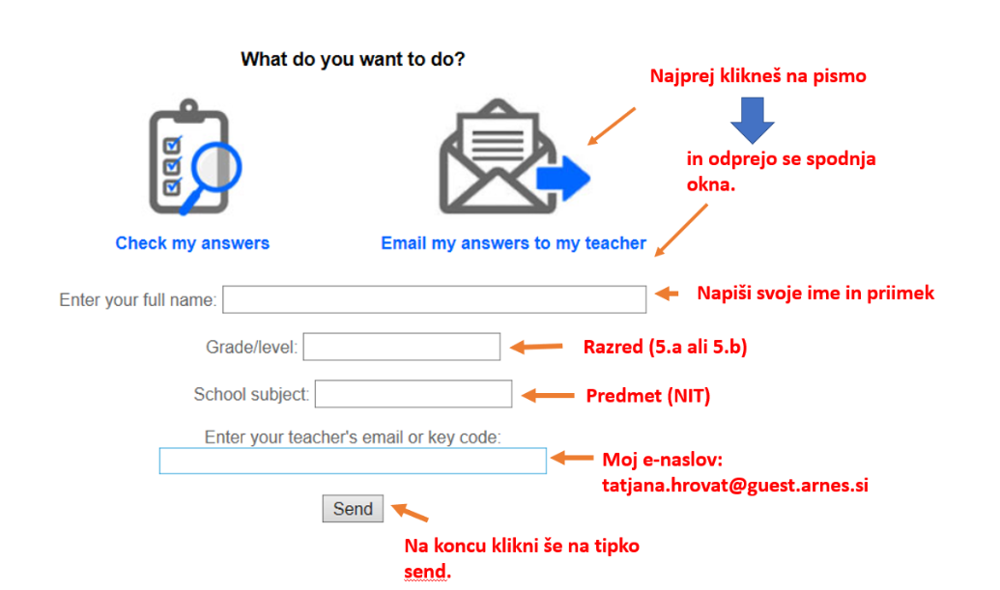 What do you want to do?
Najprej klikneš na pismo
in odprejo se spodnja
okna.
Check my answers
Email my answers to my teacher
Enter your full name:
Napiši svoje ime in priimek
Grade/level:
Razred (5.a ali 5.b)
School subject:
Predmet (NIT)
Enter your teacher's email or key code:
Moj e-naslov:
tatjana.hrovat@guest.arnes.si
Send
Na koncu klikni še na tipko
send.